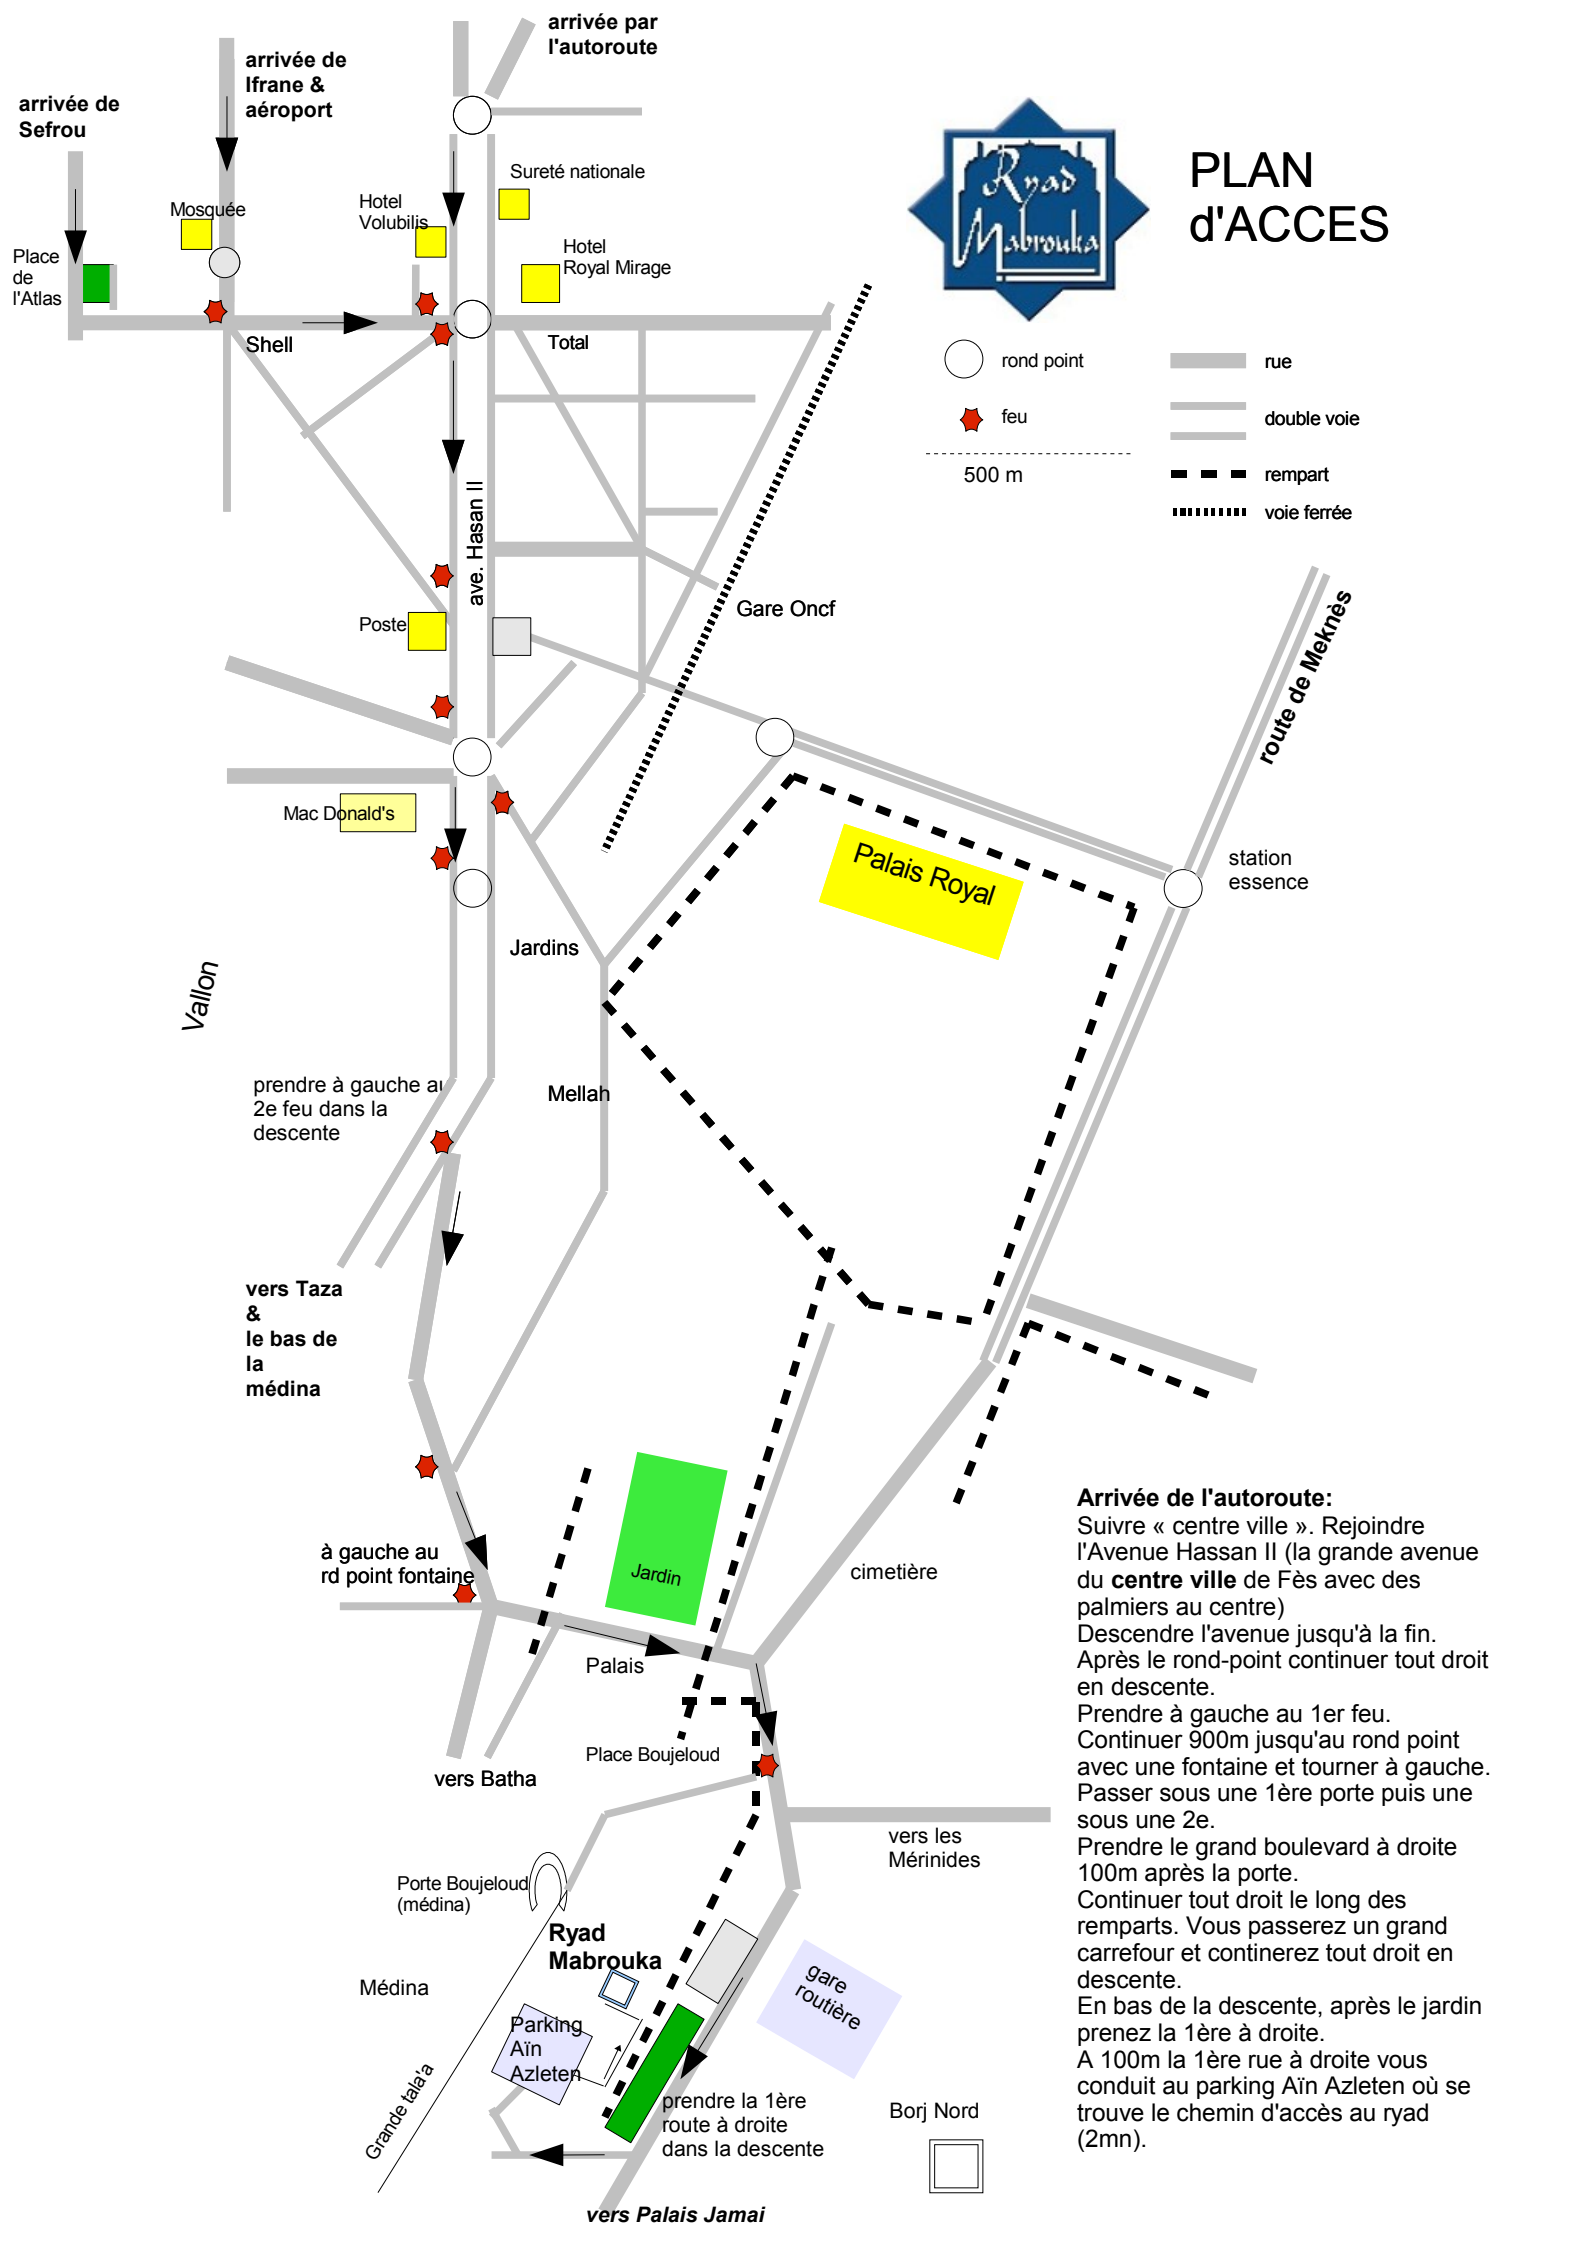 arrivée par
l'autoroute
arrivée de
Ifrane &
aéroport
arrivée de
Sefrou
Ryad
Mabrouka
PLAN
d'ACCES
Sureté nationale
Hotel
Volubilis
Mosquée
Hotel
Royal Mirage
Place
de
l'Atlas
Shell
Total
rond point
rue
feu
double voie
500 m
rempart
voie ferrée
ave. Hasan II
Poste
Gare Oncf
route de Meknès
Mac Donald's
Palais Royal
station
essence
Jardins
Vallon
prendre à gauche au
2e feu dans la
descente
Mellah
vers Taza
&
le bas de
la
médina
à gauche au
rd point fontaine
Jardin
cimetière
Palais
Place Boujeloud
vers Batha
vers les
Mérinides
Porte Boujeloud
(médina)
Ryad
Mabrouka
Médina
gare
routière
Parking
Aïn
Azleten
Grande tala'a
prendre la 1ère
route à droite
dans la descente
Borj Nord
vers Palais Jamai
Arrivée de l'autoroute:
Suivre « centre ville ». Rejoindre
l'Avenue Hassan II (la grande avenue
du centre ville de Fès avec des
palmiers au centre)
Descendre l'avenue jusqu'à la fin.
Après le rond-point continuer tout droit
en descente.
Prendre à gauche au 1er feu.
Continuer 900m jusqu'au rond point
avec une fontaine et tourner à gauche.
Passer sous une 1ère porte puis une
sous une 2e.
Prendre le grand boulevard à droite
100m après la porte.
Continuer tout droit le long des
remparts. Vous passerez un grand
carrefour et continerez tout droit en
descente.
En bas de la descente, après le jardin
prenez la 1ère à droite.
A 100m la 1ère rue à droite vous
conduit au parking Aïn Azleten où se
trouve le chemin d'accès au ryad
(2mn).